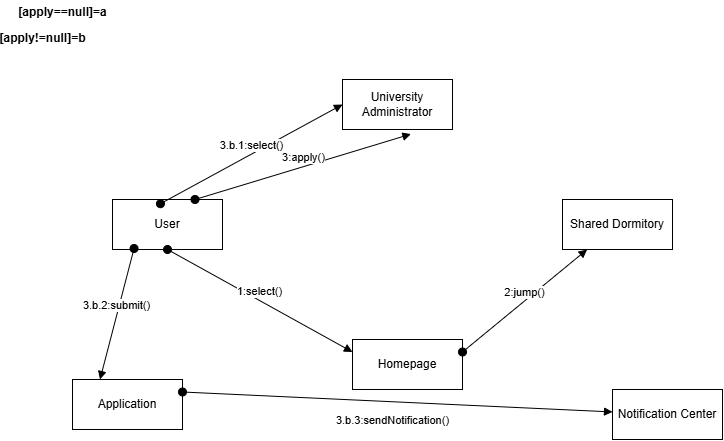 [apply==null]=a
[apply!=null]=b
University
Administrator
3.b.1:select()
3:apply()
User
Shared Dormitory
3.b.2:submit()
1:select()
2:jump()
Homepage
Application
3.b.3:sendNotification()
Notification Center